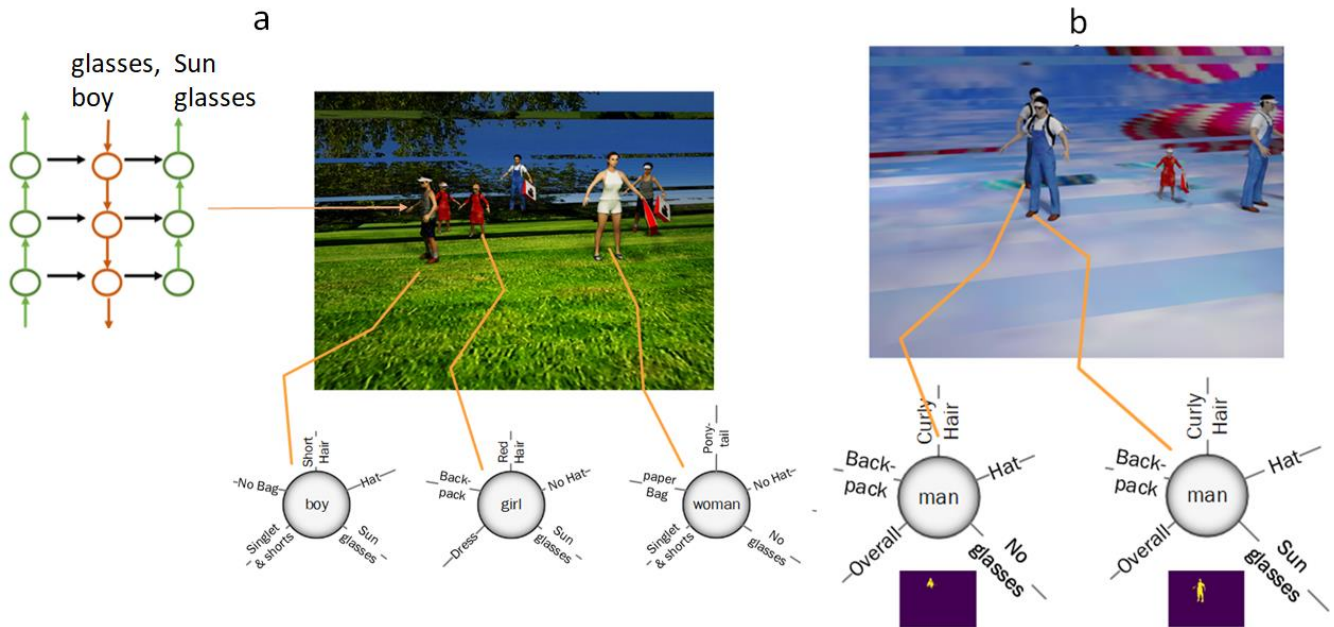 a
b
glasses,
boy
Sun
glasses
Short
Hair
No Bag
Hat
boy
Singlet
& shorts
Sun
glasses
Red
Hair
Back-
pack
No Hat
girl
Dress
Sun
glasses
Pony-
tail
paper
Bag
No Hat
woman
Singlet
& shorts
No
glasses
Curly
Hair
Back-
pack
Hat
man
Overall
No
glasses
Curly
Hair
Back-
pack
Hat
man
Overall
Sun
glasses